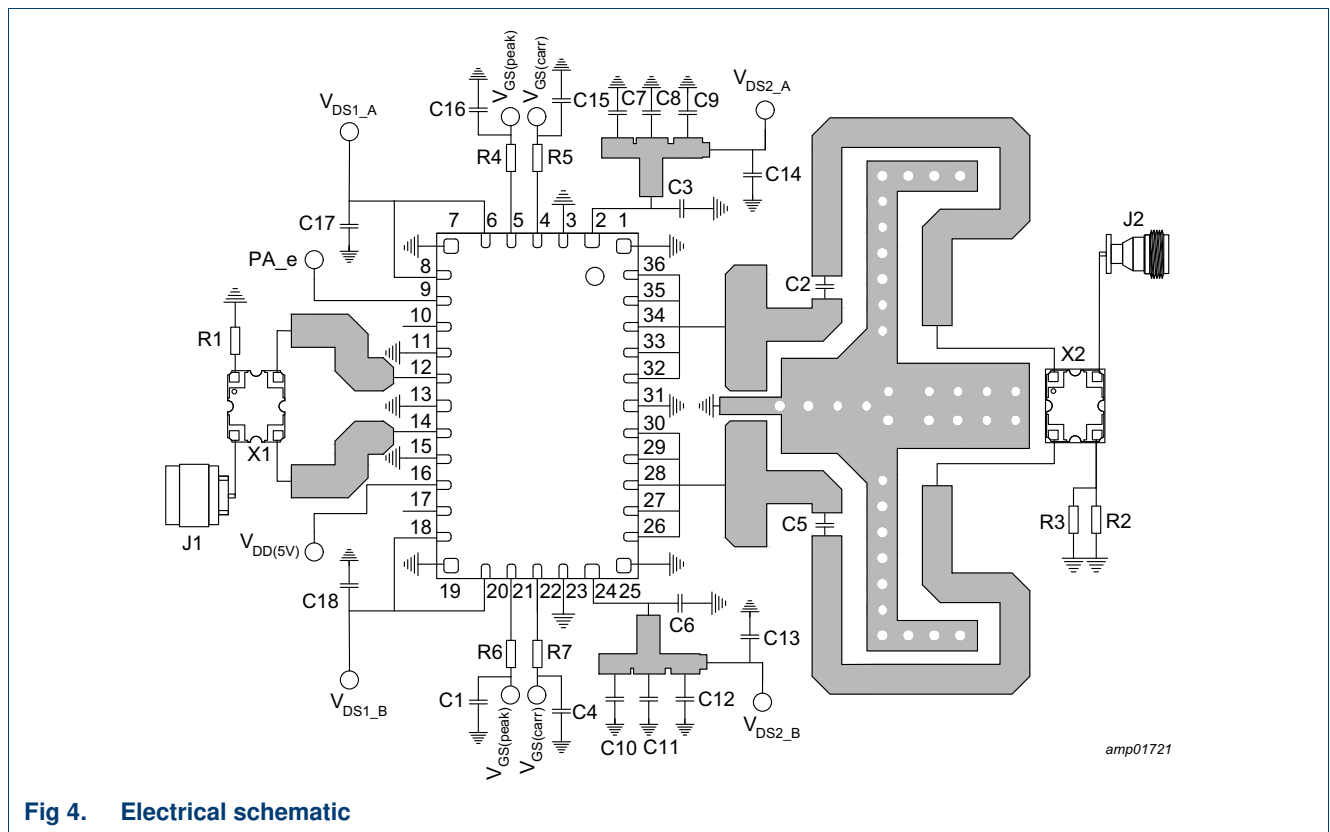 V_GS(peak)
V_GS(carr)
C16
C15
C7
C8
C9
V_DS2_A
V_DS1_A
R4
R5
C14
C3
C17
7
6
5
4
3
2
1
J2
PA_e
8
9
10
11
12
13
14
15
16
17
18
36
35
34
33
32
31
30
29
28
27
26
C2
R1
X1
X2
J1
V_DD(5V)
C5
R3
R2
C18
19
20
21
22
23
24
25
C6
C13
R6
R7
C1
C4
C12
V_DS1_B
V_GS(peak)
V_GS(carr)
C10
C11
V_DS2_B
amp01721
Fig 4. Electrical schematic